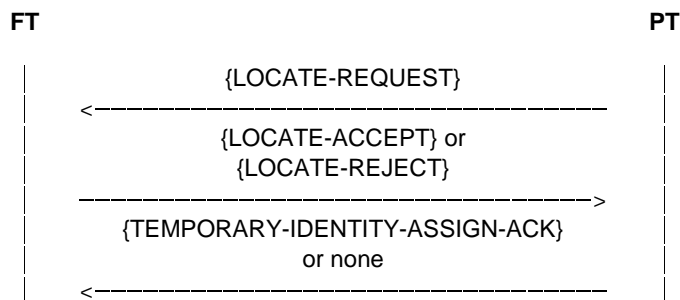 FT PT
{LOCATE-REQUEST}
{LOCATE-ACCEPT} or
{LOCATE-REJECT}
{TEMPORARY-IDENTITY-ASSIGN-ACK}
or none